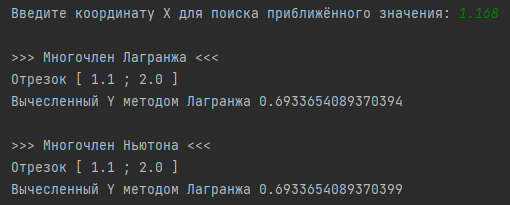 Введите координату X для поиска приближённого значения: 1.168
>>> Многочлен Лагранжа <<<
Отрезок [ 1.1 ; 2.0 ]
Вычесленный Y методом Лагранжа 0.6933654089370394
>>> Многочлен Ньютона <<<
Отрезок [ 1.1 ; 2.0 ]
Вычесленный Y методом Лагранжа 0.6933654089370399